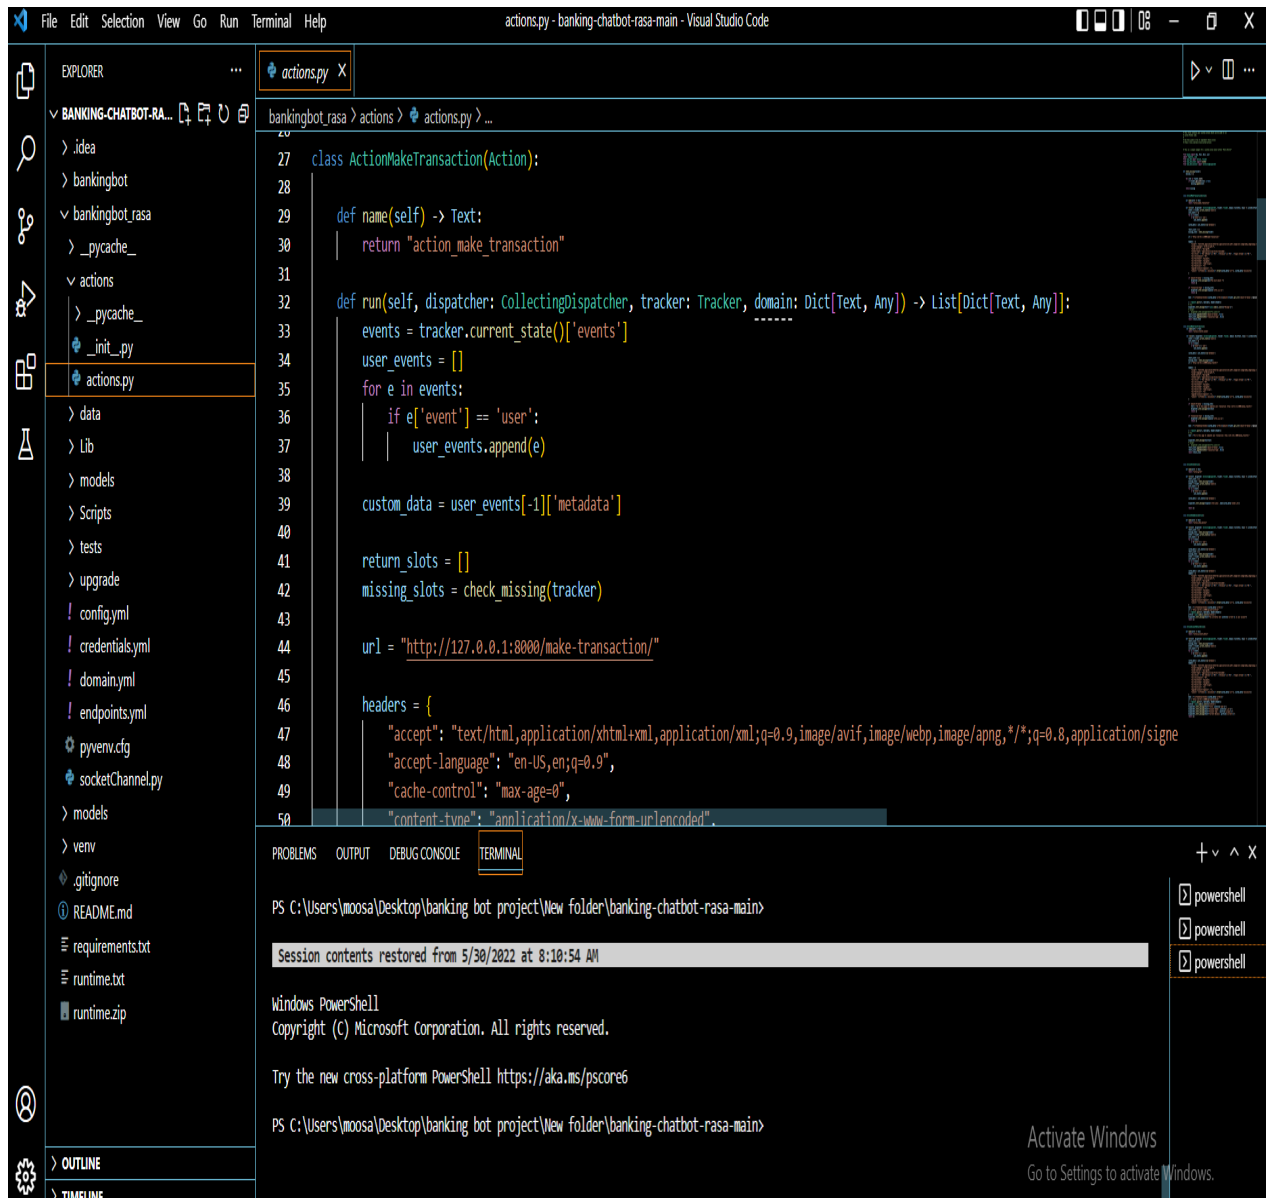 File Edit Selection View Go Run Terminal Help
actions.py - banking-chatbot-rasa-main - Visual Studio Code
EXPLORER
BANKING-CHATBOT-RA...
.idea
bankingbot
bankingbot_rasa
__pycache__
actions
__pycache__
__init__.py
actions.py
data
Lib
models
Scripts
tests
upgrade
config.yml
credentials.yml
domain.yml
endpoints.yml
pyvenv.cfg
socketChannel.py
models
venv
.gitignore
README.md
requirements.txt
runtime.txt
runtime.zip
OUTLINE
TIMELINE
actions.py
bankingbot_rasa > actions > actions.py > ...
26
27 class ActionMakeTransaction(Action):
28
29 def name(self) -> Text:
30 return "action_make_transaction"
31
32 def run(self, dispatcher: CollectingDispatcher, tracker: Tracker, domain: Dict[Text, Any]) -> List[Dict[Text, Any]]:
33 events = tracker.current_state()['events']
34 user_events = []
35 for e in events:
36 if e['event'] == 'user':
37 user_events.append(e)
38
39 custom_data = user_events[-1]['metadata']
40
41 return_slots = []
42 missing_slots = check_missing(tracker)
43
44 url = "http://127.0.0.1:8000/make-transaction/"
45
46 headers = {
47 "accept": "text/html,application/xhtml+xml,application/xml;q=0.9,image/avif,image/webp,image/apng,*/*;q=0.8,application/signe
48 "accept-language": "en-US,en;q=0.9",
49 "cache-control": "max-age=0",
50 "content-type": "application/x-www-form-urlencoded",
PROBLEMS OUTPUT DEBUG CONSOLE TERMINAL
PS C:\Users\moosa\Desktop\banking bot project\New folder\banking-chatbot-rasa-main>
Session contents restored from 5/30/2022 at 8:10:54 AM
Windows PowerShell
Copyright (C) Microsoft Corporation. All rights reserved.
Try the new cross-platform PowerShell https://aka.ms/pscore6
PS C:\Users\moosa\Desktop\banking bot project\New folder\banking-chatbot-rasa-main>
powershell
powershell
powershell
Activate Windows
Go to Settings to activate Windows.